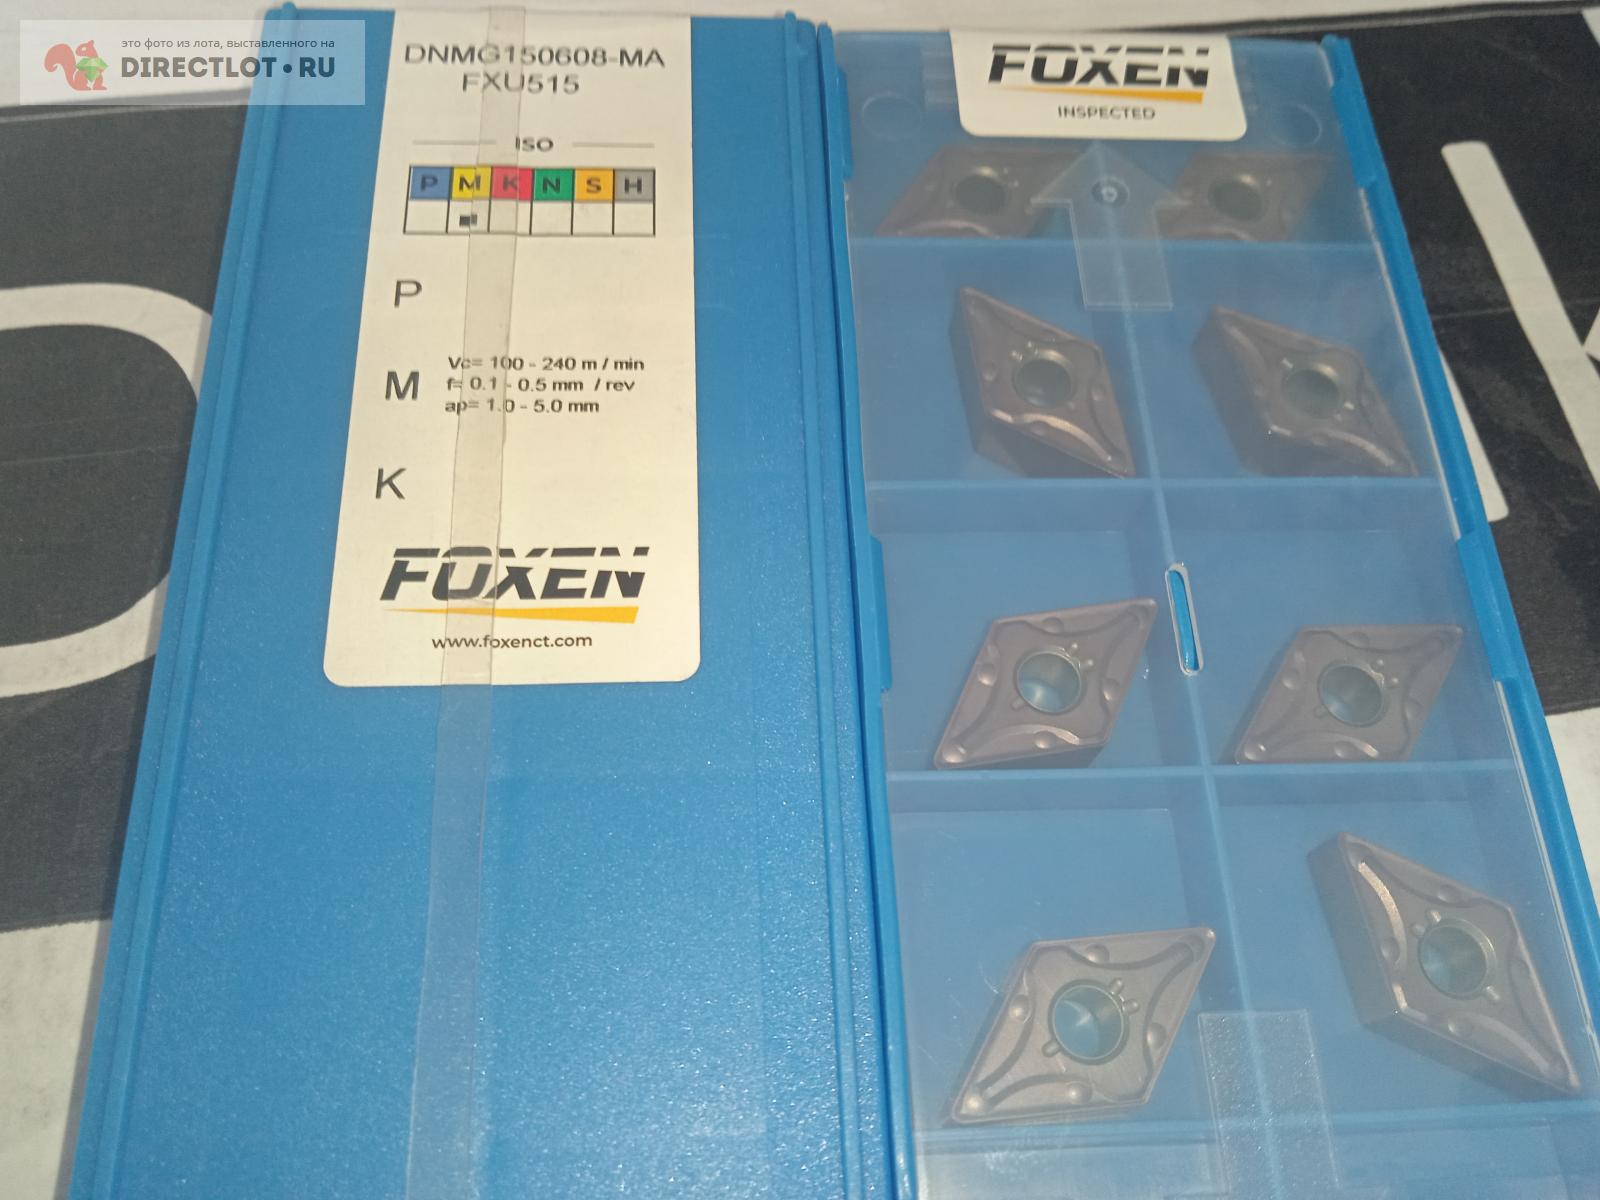 это фото из лота, выставленного на
DIRECTLOT•RU
DNMG150608-MA
FXU515
ISO
P M K N S H
P
M
Vc= 100 - 240 m / min
f= 0.1 - 0.5 mm / rev
ap= 1.0 - 5.0 mm
K
FOXEN
www.foxenct.com
FOXEN
INSPECTED